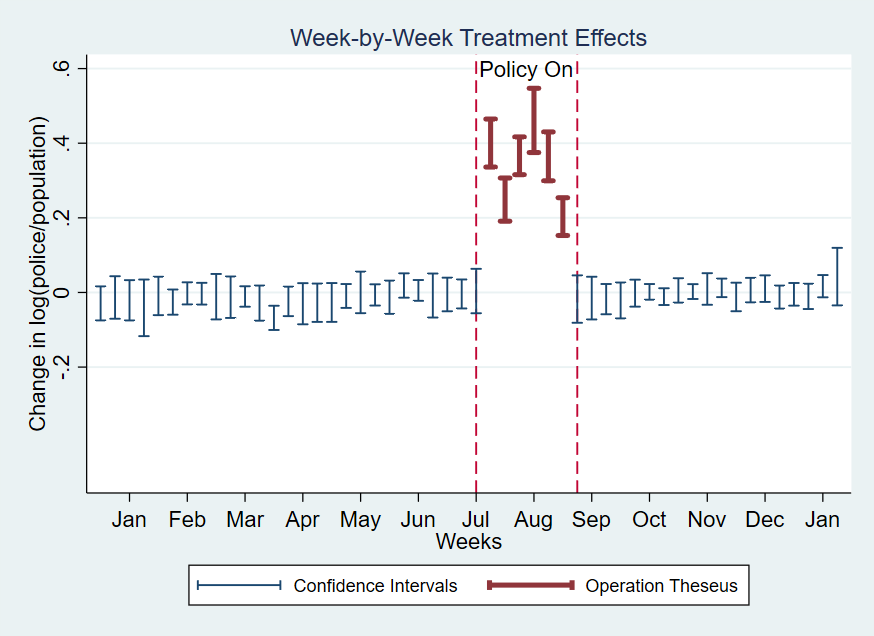 Week-by-Week Treatment Effects
Policy On
Change in log(police/population)
.6
.4
.2
0
-.2
Jan Feb Mar Apr May Jun Jul Aug Sep Oct Nov Dec Jan
Weeks
Confidence Intervals Operation Theseus